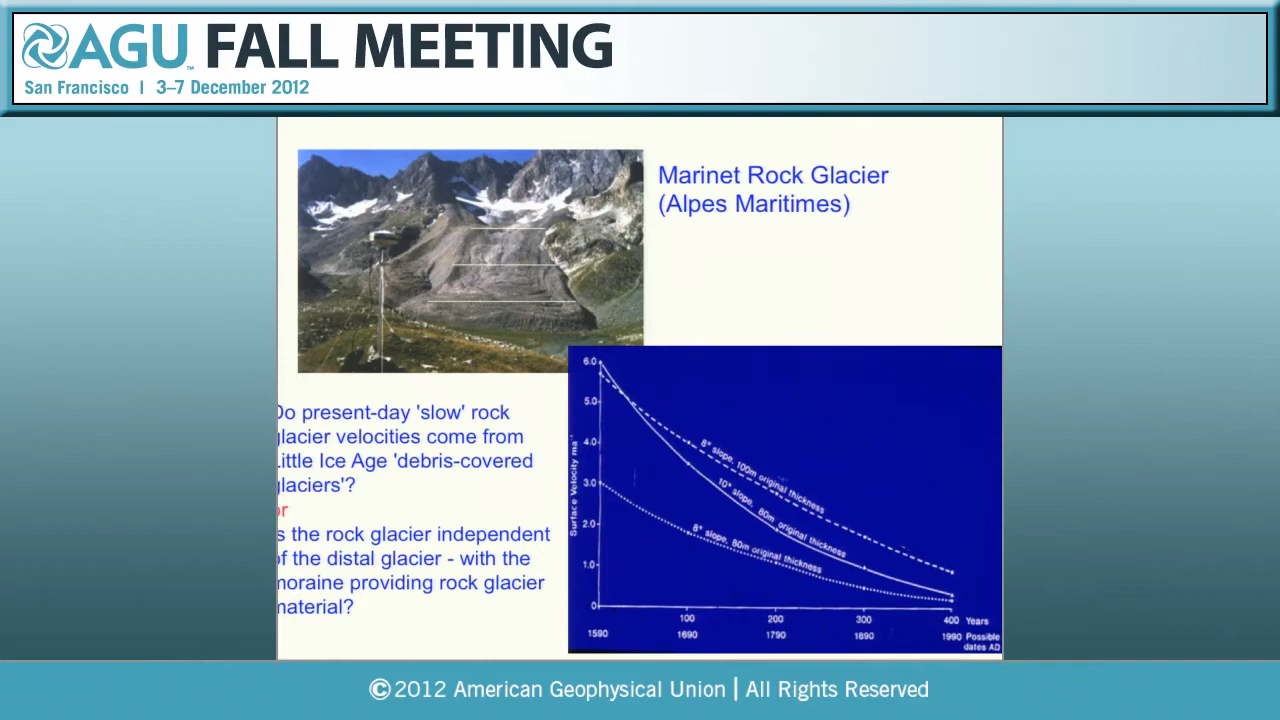 AGU™ FALL MEETING
San Francisco | 3–7 December 2012
Marinet Rock Glacier
(Alpes Maritimes)
Do present-day 'slow' rock
glacier velocities come from
Little Ice Age 'debris-covered
glaciers'?
or
Is the rock glacier independent
of the distal glacier - with the
moraine providing rock glacier
material?
Surface Velocity ma⁻¹
6.0
5.0
4.0
3.0
2.0
1.0
0
8° slope, 100m original thickness
10° slope, 80m original thickness
8° slope, 80m original thickness
100 200 300 400 Years
1590 1690 1790 1890 1990 Possible
dates AD
©2012 American Geophysical Union | All Rights Reserved